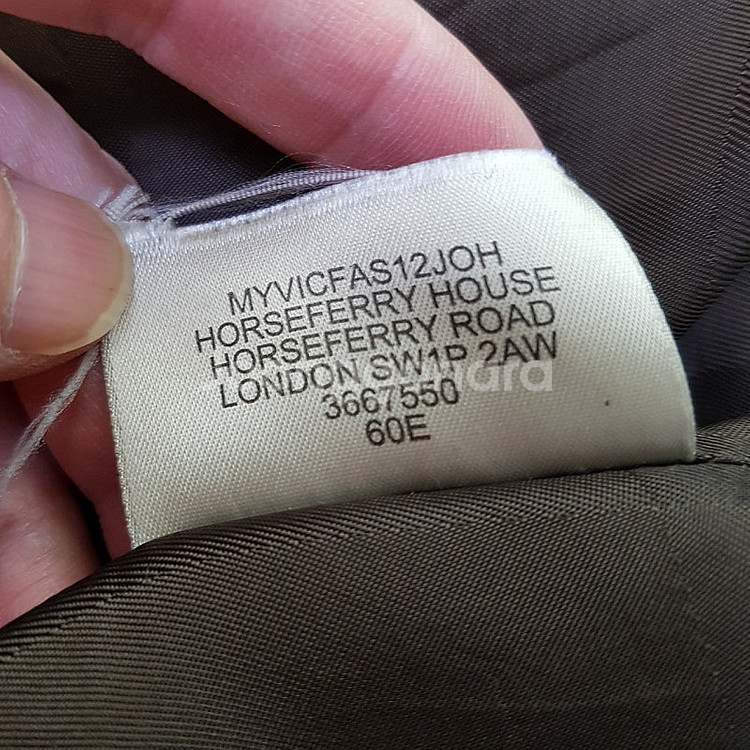 MYVICFAS12JOH
HORSEFERRY HOUSE
HORSEFERRY ROAD
LONDON SW1P 2AW
3667550
60E